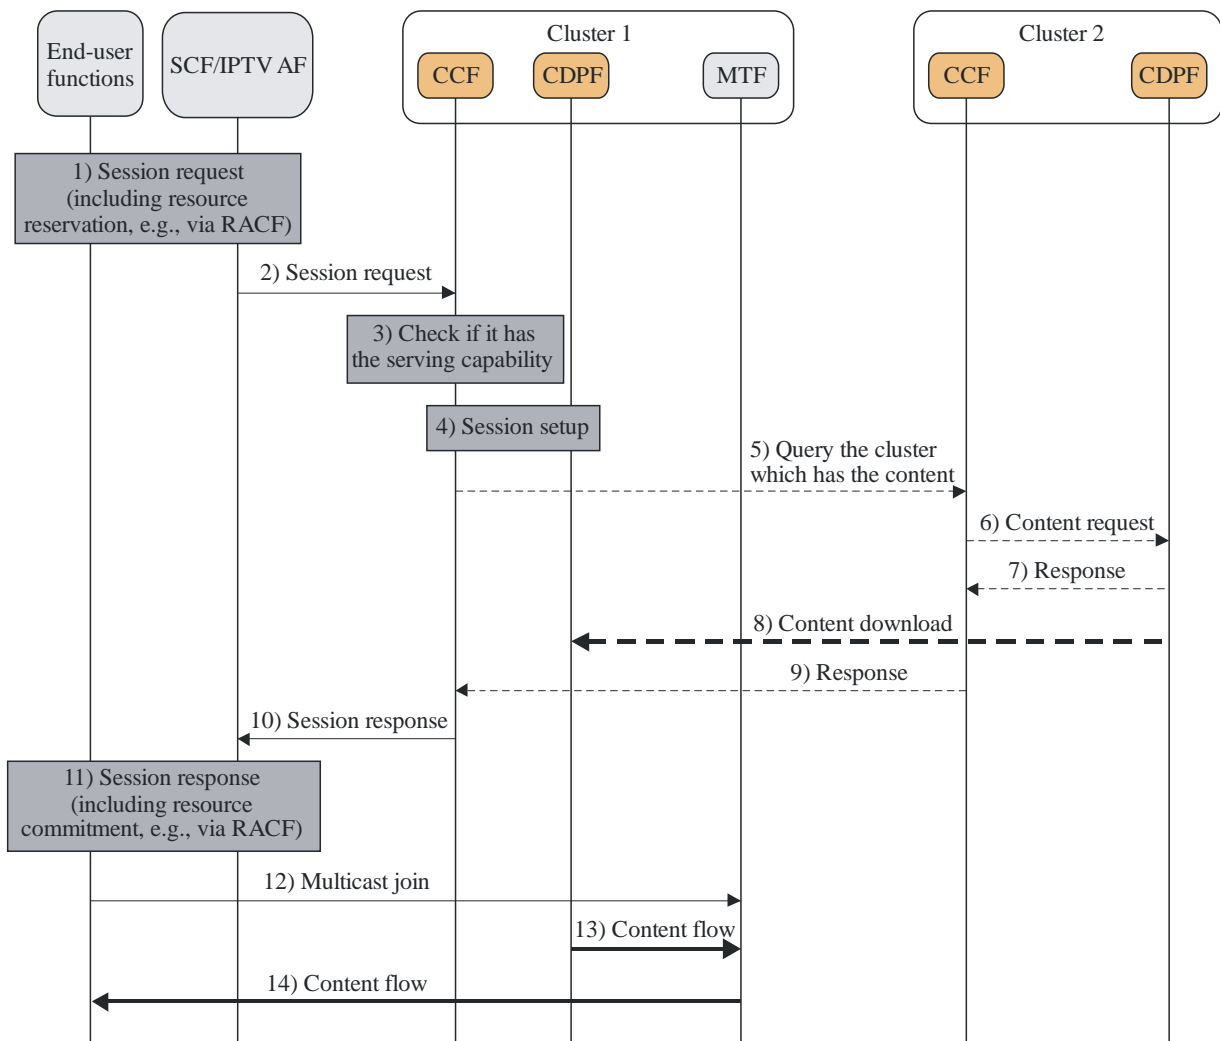 End-user
functions
SCF/IPTV AF
Cluster 1
CCF
CDPF
MTF
Cluster 2
CCF
CDPF
1) Session request
(including resource
reservation, e.g., via RACF)
2) Session request
3) Check if it has
the serving capability
4) Session setup
5) Query the cluster
which has the content
6) Content request
7) Response
8) Content download
9) Response
10) Session response
11) Session response
(including resource
commitment, e.g., via RACF)
12) Multicast join
13) Content flow
14) Content flow